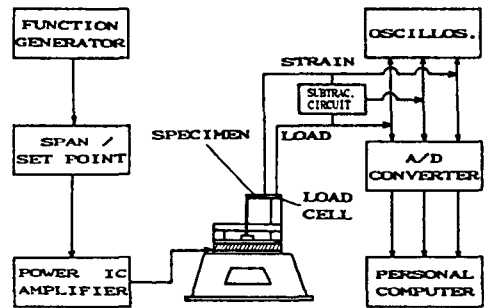 FUNCTION
GENERATOR
SPAN /
SET POINT
POWER IC
AMPLIFIER
SPECIMEN
STRAIN
SUBTRAC.
CIRCUIT
LOAD
LOAD
CELL
OSCILLOS.
A/D
CONVERTER
PERSONAL
COMPUTER